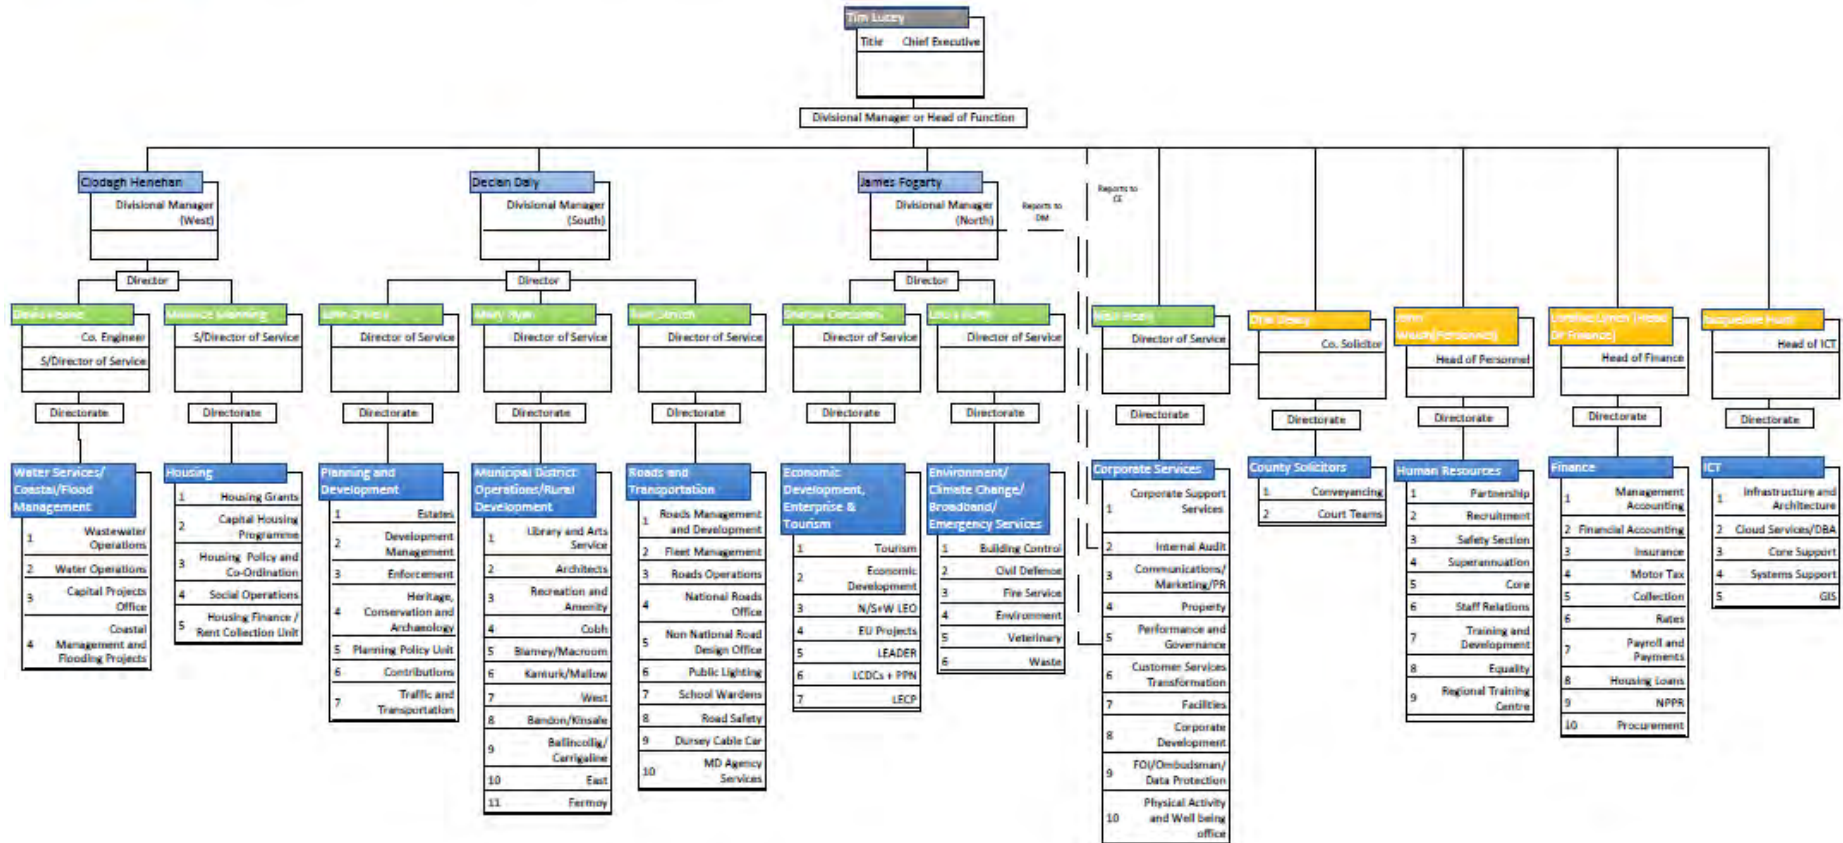 Tim Lucey
Title Chief Executive
Divisional Manager or Head of Function
Clodagh Henehan
Divisional Manager
(West)
Declan Daly
Divisional Manager
(South)
James Fogarty
Divisional Manager
(North)
Reports to
DM
Reports to
CE
Director
Director
Director
Co. Engineer
S/Director of Service
Maurice Manning
S/Director of Service
Director of Service
Mary Ryan
Director of Service
Director of Service
Sharon Corcoran
Director of Service
Director of Service
Director of Service
Co. Solicitor
Head of Personnel
Head of Finance
Head of ICT
Directorate
Directorate
Directorate
Directorate
Directorate
Directorate
Directorate
Directorate
Directorate
Directorate
Directorate
Directorate
Water Services/
Coastal/Flood
Management
1 Wastewater
Operations
2 Water Operations
3 Capital Projects
Office
4 Coastal
Management and
Flooding Projects
Housing
1 Housing Grants
2 Capital Housing
Programme
3 Housing Policy and
Co-Ordination
4 Social Operations
5 Housing Finance /
Rent Collection Unit
Planning and
Development
1 Estates
2 Development
Management
3 Enforcement
4 Heritage,
Conservation and
Archaeology
5 Planning Policy Unit
6 Contributions
7 Traffic and
Transportation
Municipal District
Operations/Rural
Development
1 Library and Arts
Service
2 Architects
3 Recreation and
Amenity
4 Cobh
5 Blarney/Macroom
6 Kanturk/Mallow
7 West
8 Bandon/Kinsale
9 Ballincollig/
Carrigaline
10 East
11 Fermoy
Roads and
Transportation
1 Roads Management
and Development
2 Fleet Management
3 Roads Operations
4 National Roads
Office
5 Non National Road
Design Office
6 Public Lighting
7 School Wardens
8 Road Safety
9 Dursey Cable Car
10 MD Agency
Services
Economic
Development,
Enterprise &
Tourism
1 Tourism
2 Economic
Development
3 N/S+W LEO
4 EU Projects
5 LEADER
6 LCDCs + PPN
7 LECP
Environment/
Climate Change/
Broadband/
Emergency Services
1 Building Control
2 Civil Defence
3 Fire Service
4 Environment
5 Veterinary
6 Waste
Corporate Services
1 Corporate Support
Services
2 Internal Audit
3 Communications/
Marketing/PR
4 Property
5 Performance and
Governance
6 Customer Services
Transformation
7 Facilities
8 Corporate
Development
9 FOI/Ombudsman/
Data Protection
10 Physical Activity
and Well being
office
County Solicitors
1 Conveyancing
2 Court Teams
Human Resources
1 Partnership
2 Recruitment
3 Safety Section
4 Superannuation
5 Core
6 Staff Relations
7 Training and
Development
8 Equality
9 Regional Training
Centre
Finance
1 Management
Accounting
2 Financial Accounting
3 Insurance
4 Motor Tax
5 Collection
6 Rates
7 Payroll and
Payments
8 Housing Loans
9 NPPR
10 Procurement
ICT
1 Infrastructure and
Architecture
2 Cloud Services/DBA
3 Core Support
4 Systems Support
5 GIS